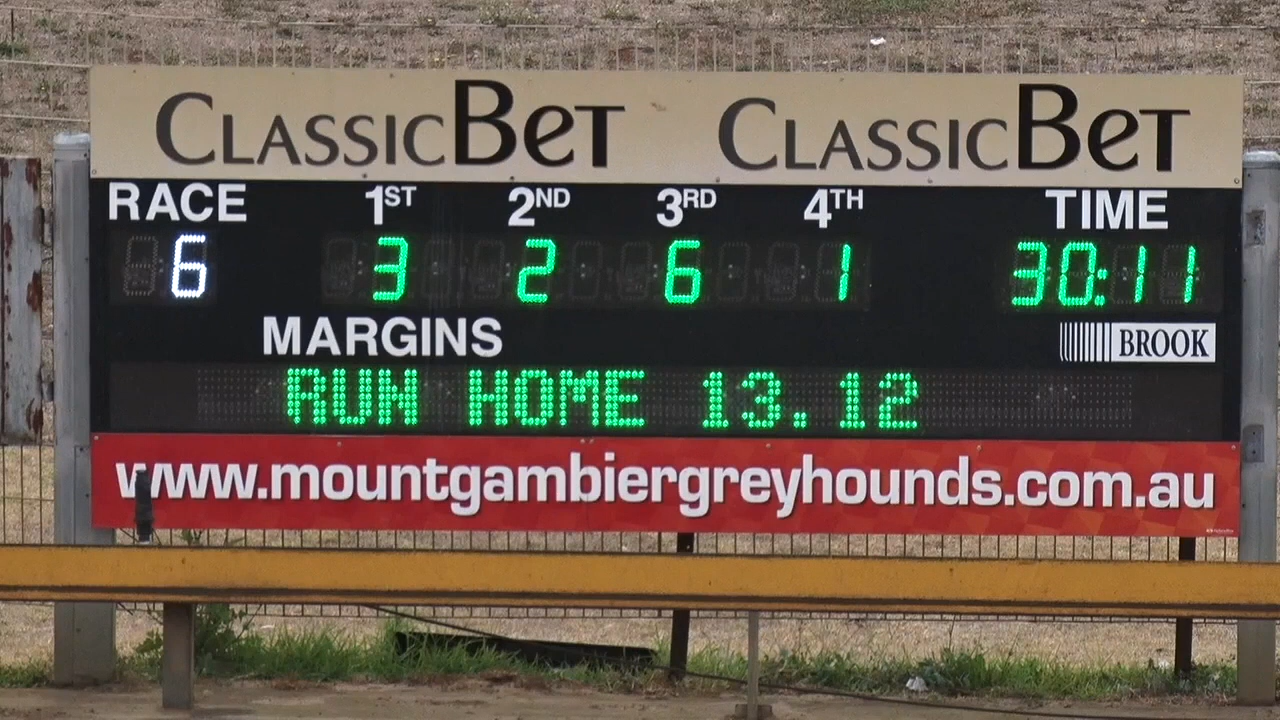 CLASSICBET CLASSICBET
RACE 1ST 2ND 3RD 4TH TIME
6 3 2 6 1 30:11
MARGINS BROOK
RUN HOME 13.12
www.mountgambiergreyhounds.com.au